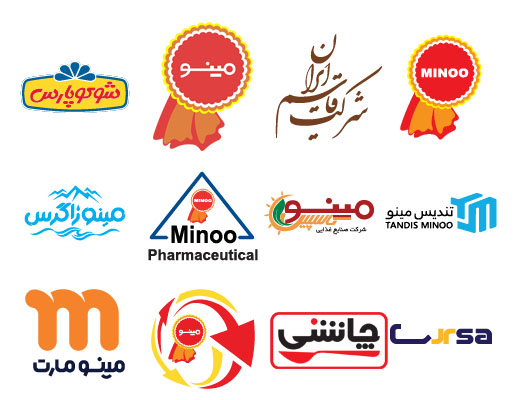 شوکوپارس
مینو
شرکت قاسم ایران
MINOO
مینو زاگرس
MINOO
Minoo
Pharmaceutical
مینو
شرکت صنایع غذایی
تندیس مینو
TANDIS MINOO
مینو مارت
مینو
چاشنی
ursa